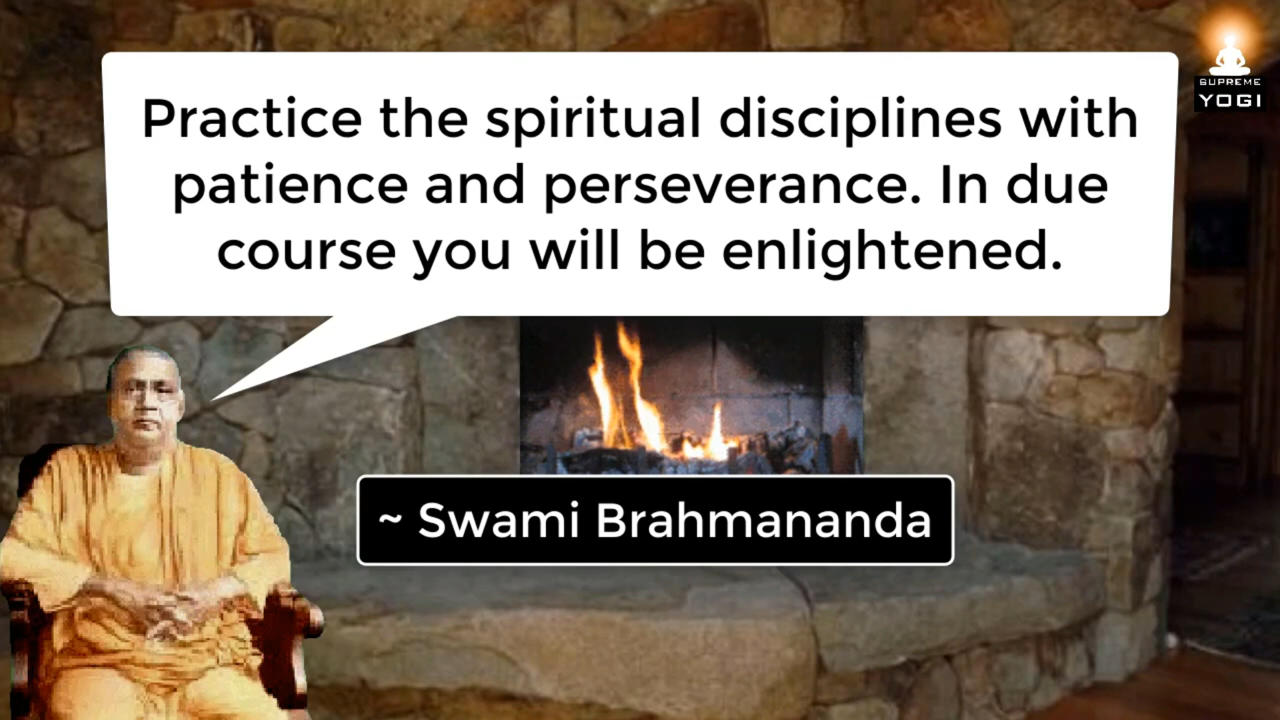 Practice the spiritual disciplines with
patience and perseverance. In due
course you will be enlightened.
~ Swami Brahmananda
SUPREME
YOGI